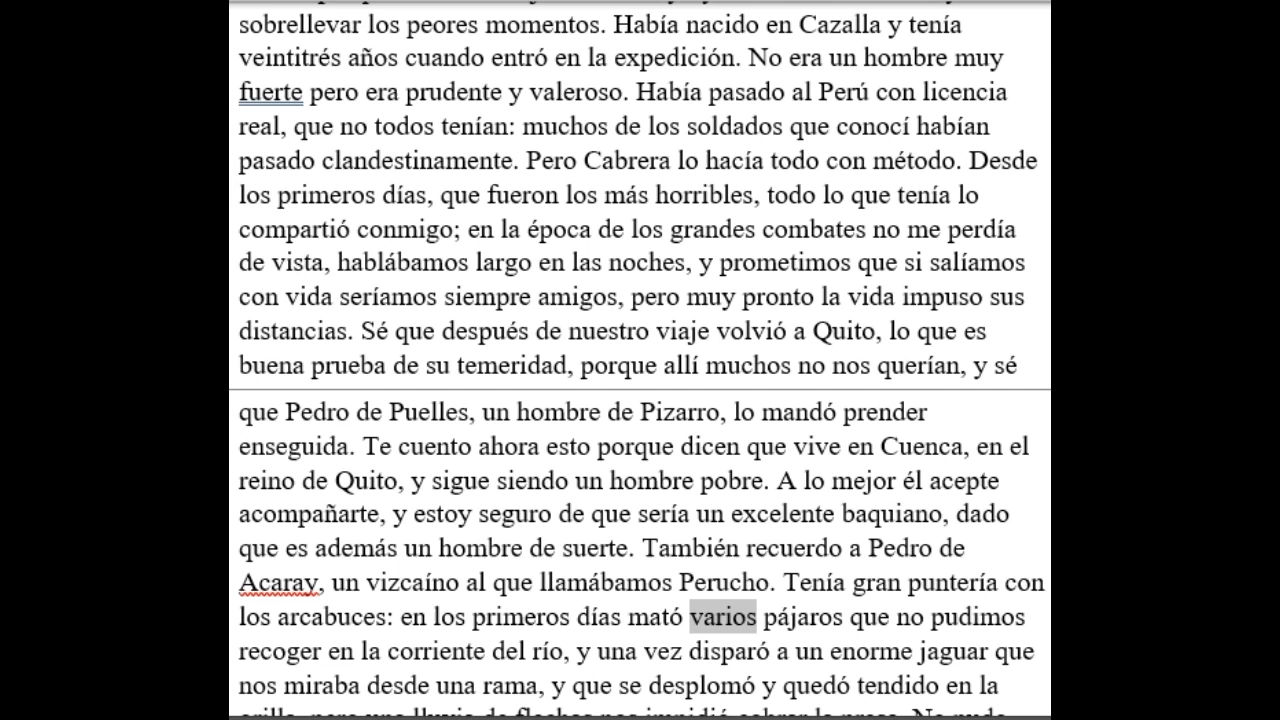 sobrellevar los peores momentos. Había nacido en Cazalla y tenía
veintitrés años cuando entró en la expedición. No era un hombre muy
fuerte pero era prudente y valeroso. Había pasado al Perú con licencia
real, que no todos tenían: muchos de los soldados que conocí habían
pasado clandestinamente. Pero Cabrera lo hacía todo con método. Desde
los primeros días, que fueron los más horribles, todo lo que tenía lo
compartió conmigo; en la época de los grandes combates no me perdía
de vista, hablábamos largo en las noches, y prometimos que si salíamos
con vida seríamos siempre amigos, pero muy pronto la vida impuso sus
distancias. Sé que después de nuestro viaje volvió a Quito, lo que es
buena prueba de su temeridad, porque allí muchos no nos querían, y sé
que Pedro de Puelles, un hombre de Pizarro, lo mandó prender
enseguida. Te cuento ahora esto porque dicen que vive en Cuenca, en el
reino de Quito, y sigue siendo un hombre pobre. A lo mejor él acepte
acompañarte, y estoy seguro de que sería un excelente baquiano, dado
que es además un hombre de suerte. También recuerdo a Pedro de
Acaray, un vizcaíno al que llamábamos Perucho. Tenía gran puntería con
los arcabuces: en los primeros días mató varios pájaros que no pudimos
recoger en la corriente del río, y una vez disparó a un enorme jaguar que
nos miraba desde una rama, y que se desplomó y quedó tendido en la